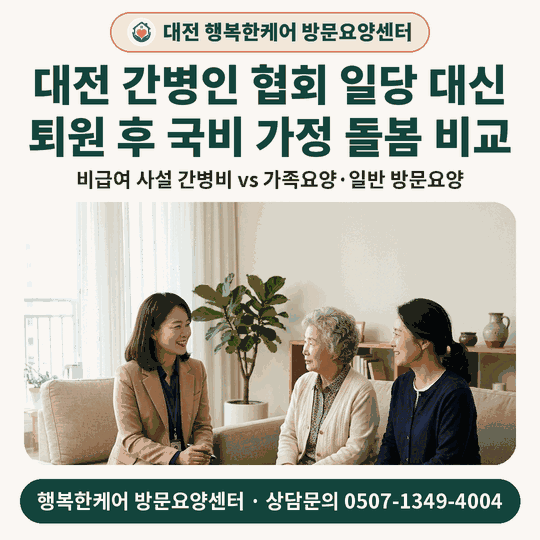 대전 행복한케어 방문요양센터
대전 간병인 협회 일당 대신
퇴원 후 국비 가정 돌봄 비교
비급여 사설 간병비 vs 가족요양·일반 방문요양
행복한케어 방문요양센터 · 상담문의 0507-1349-4004